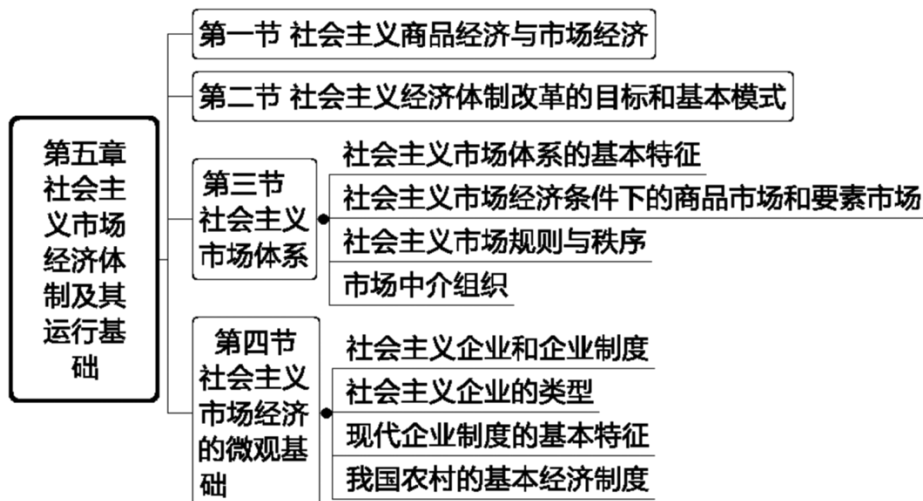 第五章
社会主
义市场
经济体
制及其
运行基
础
第一节 社会主义商品经济与市场经济
第二节 社会主义经济体制改革的目标和基本模式
第三节
社会主义
市场体系
社会主义市场体系的基本特征
社会主义市场经济条件下的商品市场和要素市场
社会主义市场规则与秩序
市场中介组织
第四节
社会主义
市场经济
的微观基
础
社会主义企业和企业制度
社会主义企业的类型
现代企业制度的基本特征
我国农村的基本经济制度